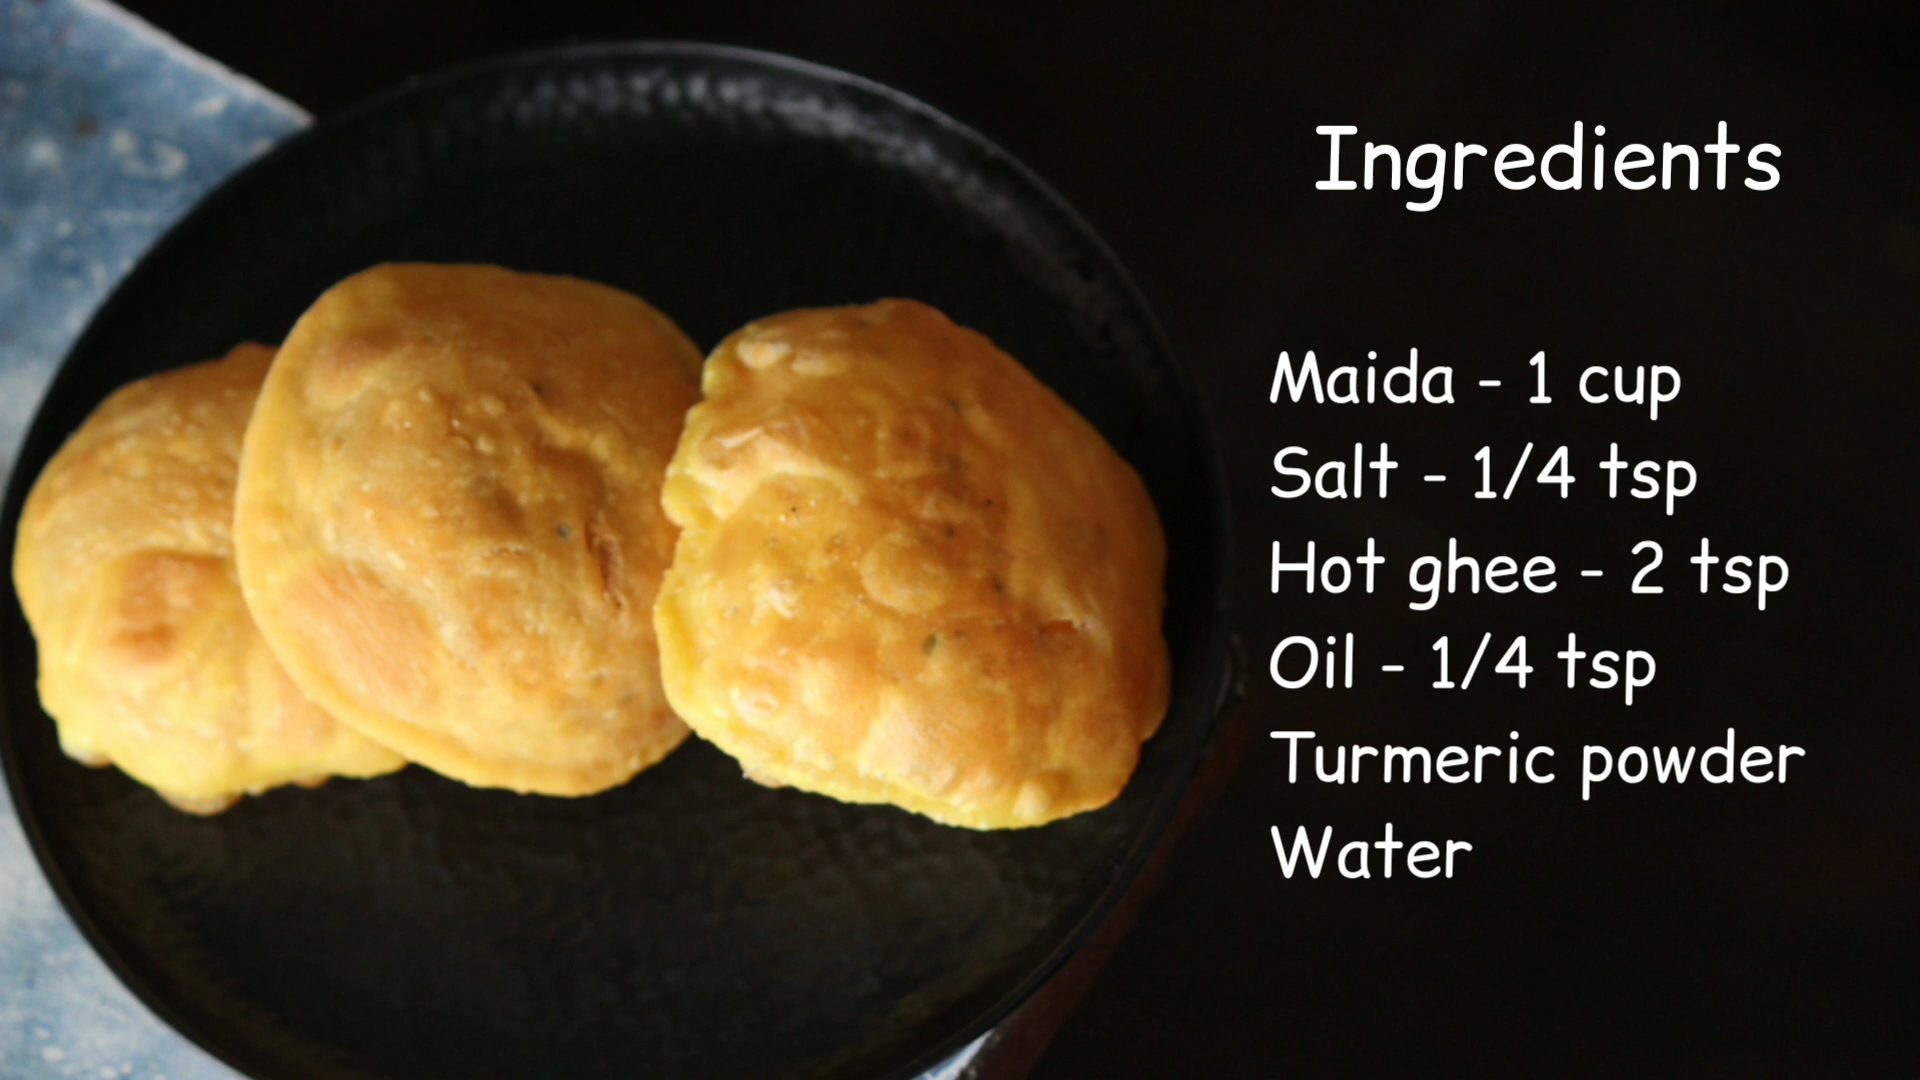 Ingredients
Maida - 1 cup
Salt - 1/4 tsp
Hot ghee - 2 tsp
Oil - 1/4 tsp
Turmeric powder
Water